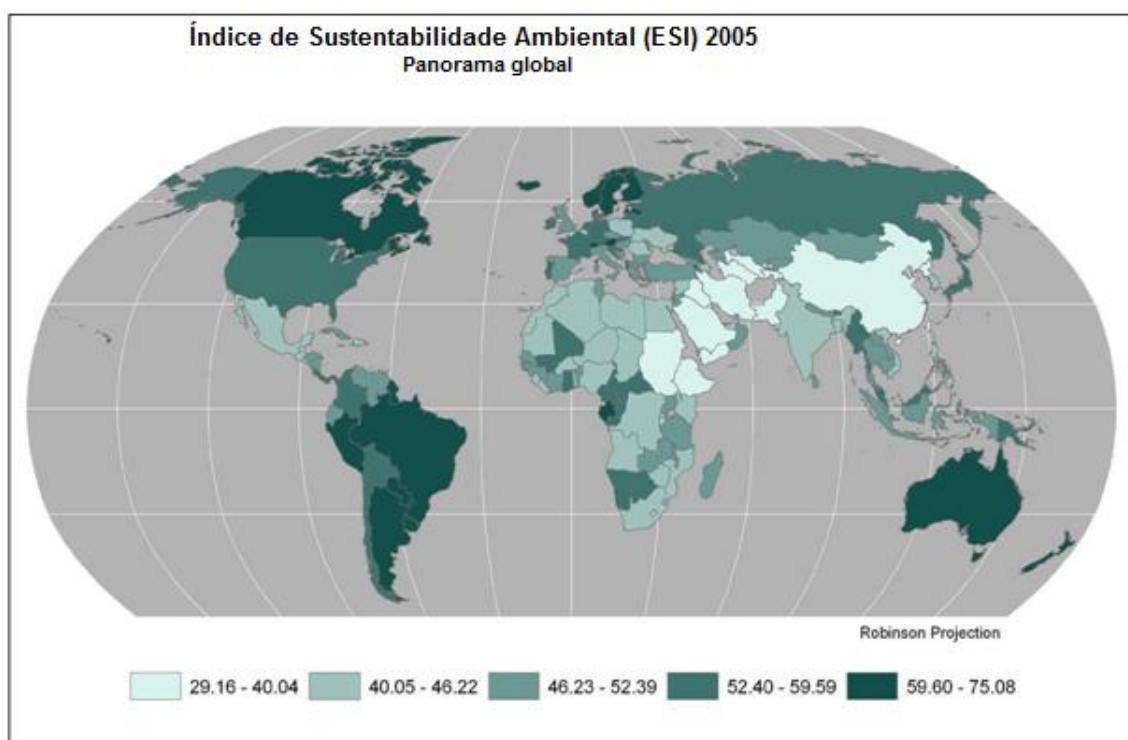 Índice de Sustentabilidade Ambiental (ESI) 2005
Panorama global
Robinson Projection
29.16 - 40.04
40.05 - 46.22
46.23 - 52.39
52.40 - 59.59
59.60 - 75.08